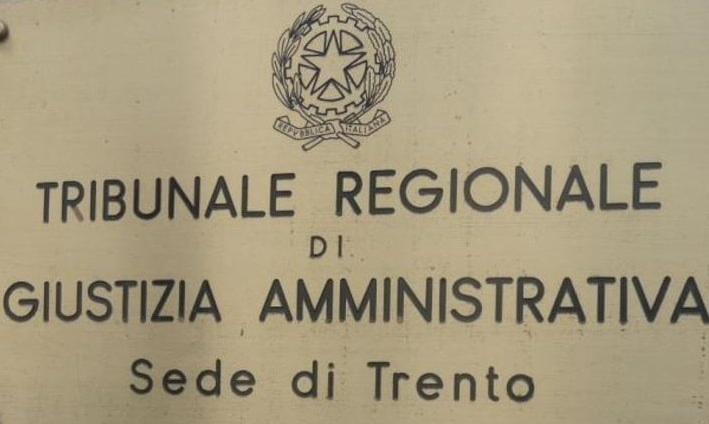 REPVBBLICA ITALIANA
TRIBUNALE REGIONALE
DI
GIUSTIZIA AMMINISTRATIVA
Sede di Trento